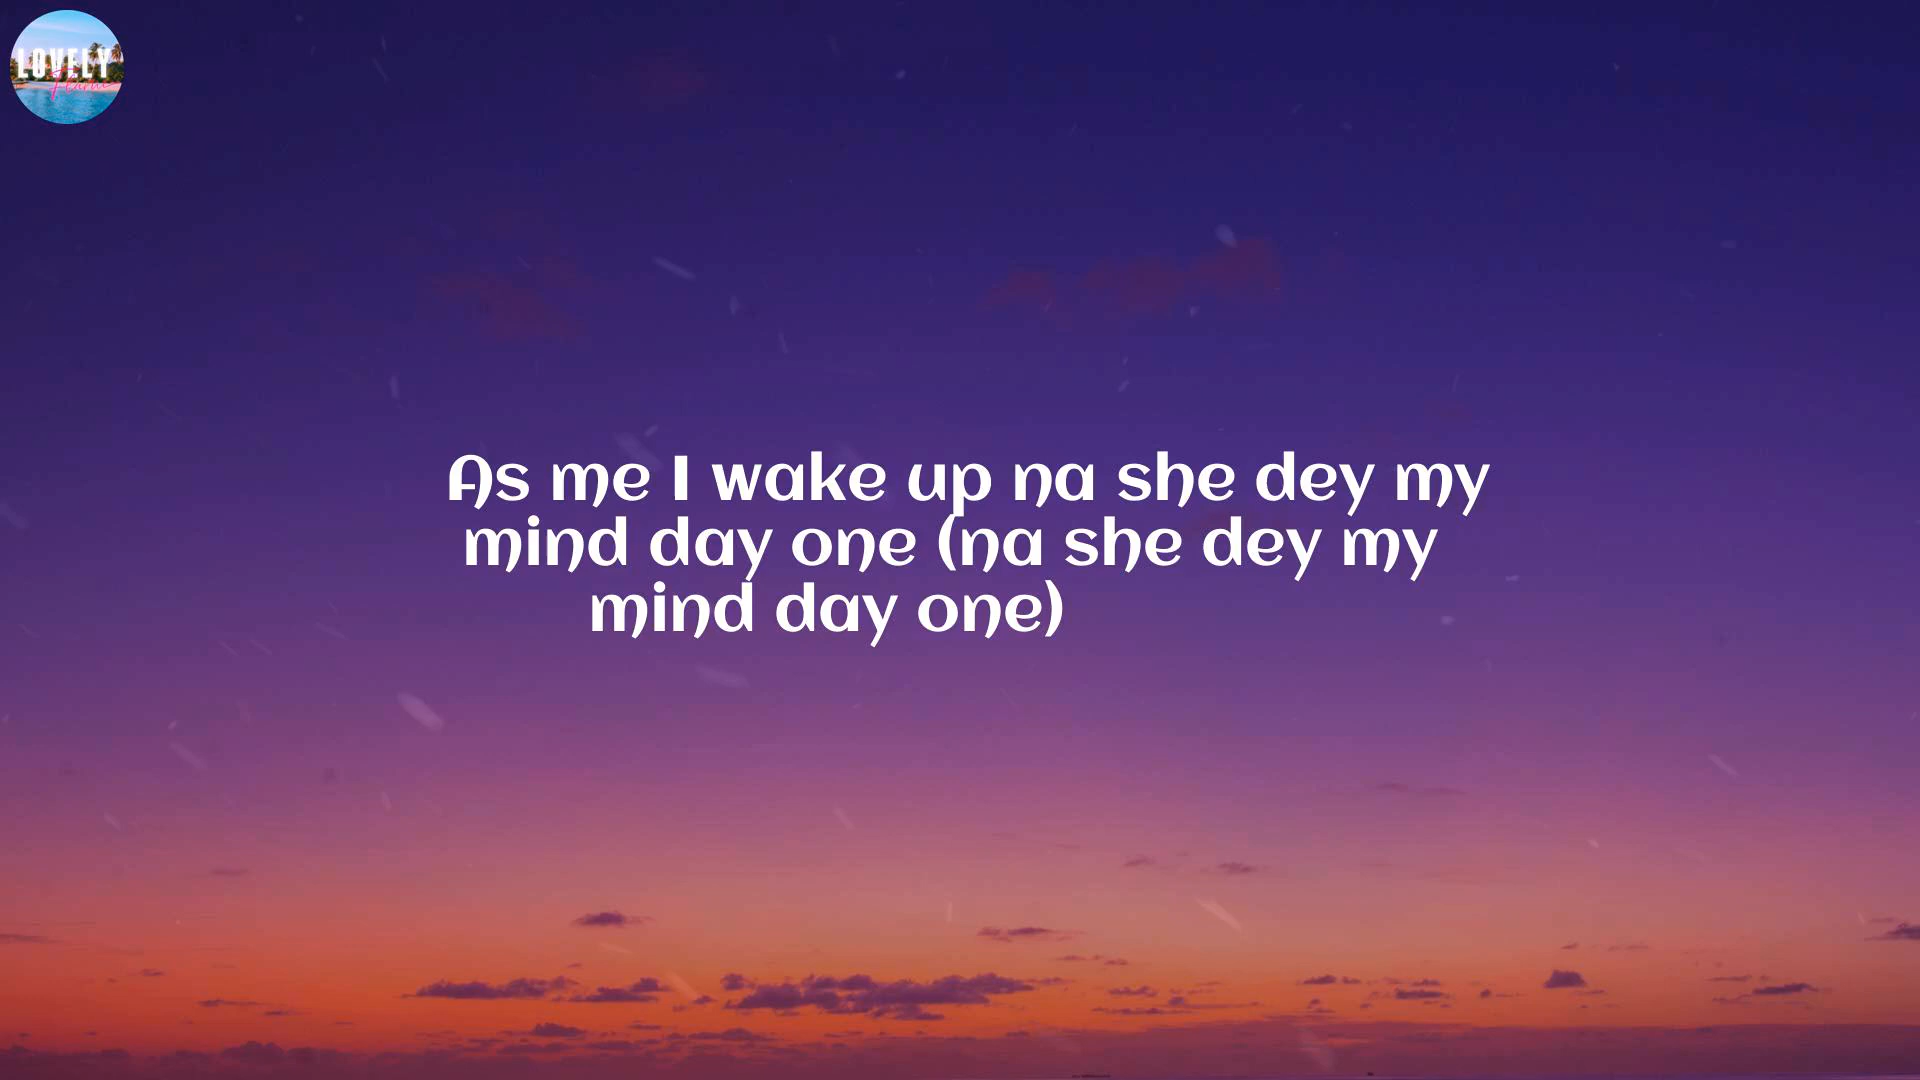 LOVELY
Flame
As me I wake up na she dey my
mind day one (na she dey my
mind day one)